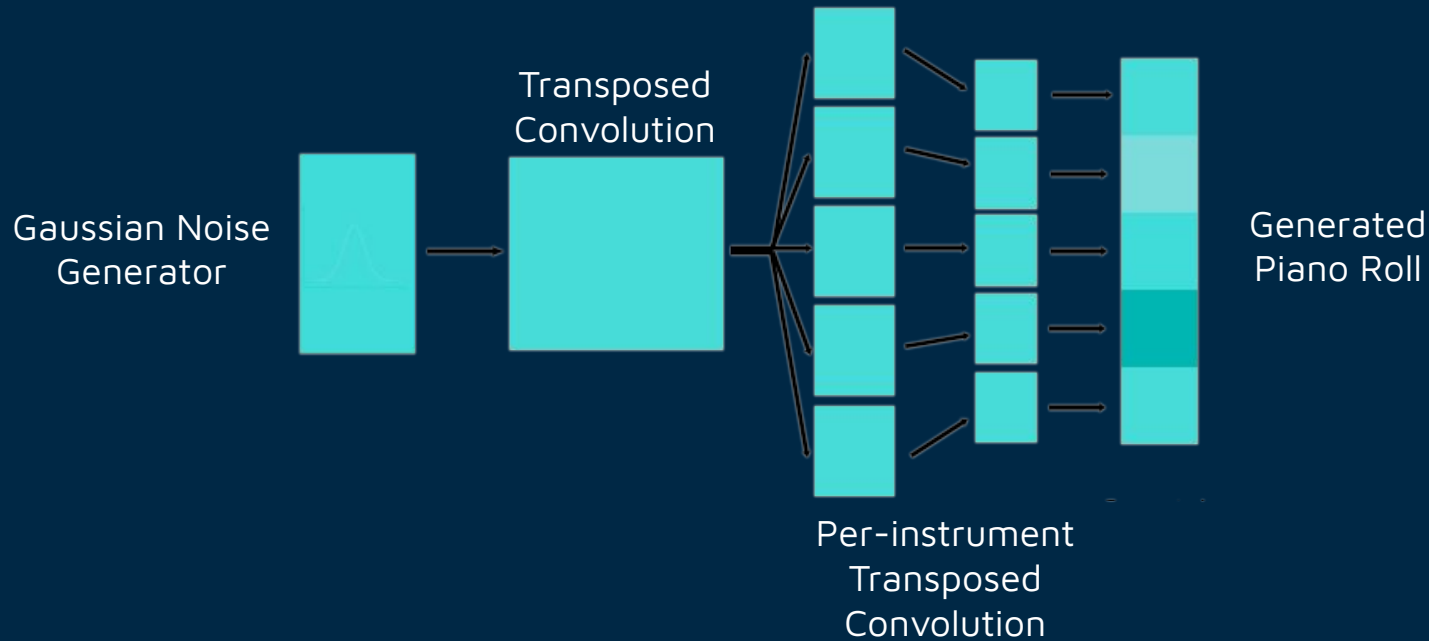 Gaussian Noise
Generator
Transposed
Convolution
Per-instrument
Transposed
Convolution
Generated
Piano Roll